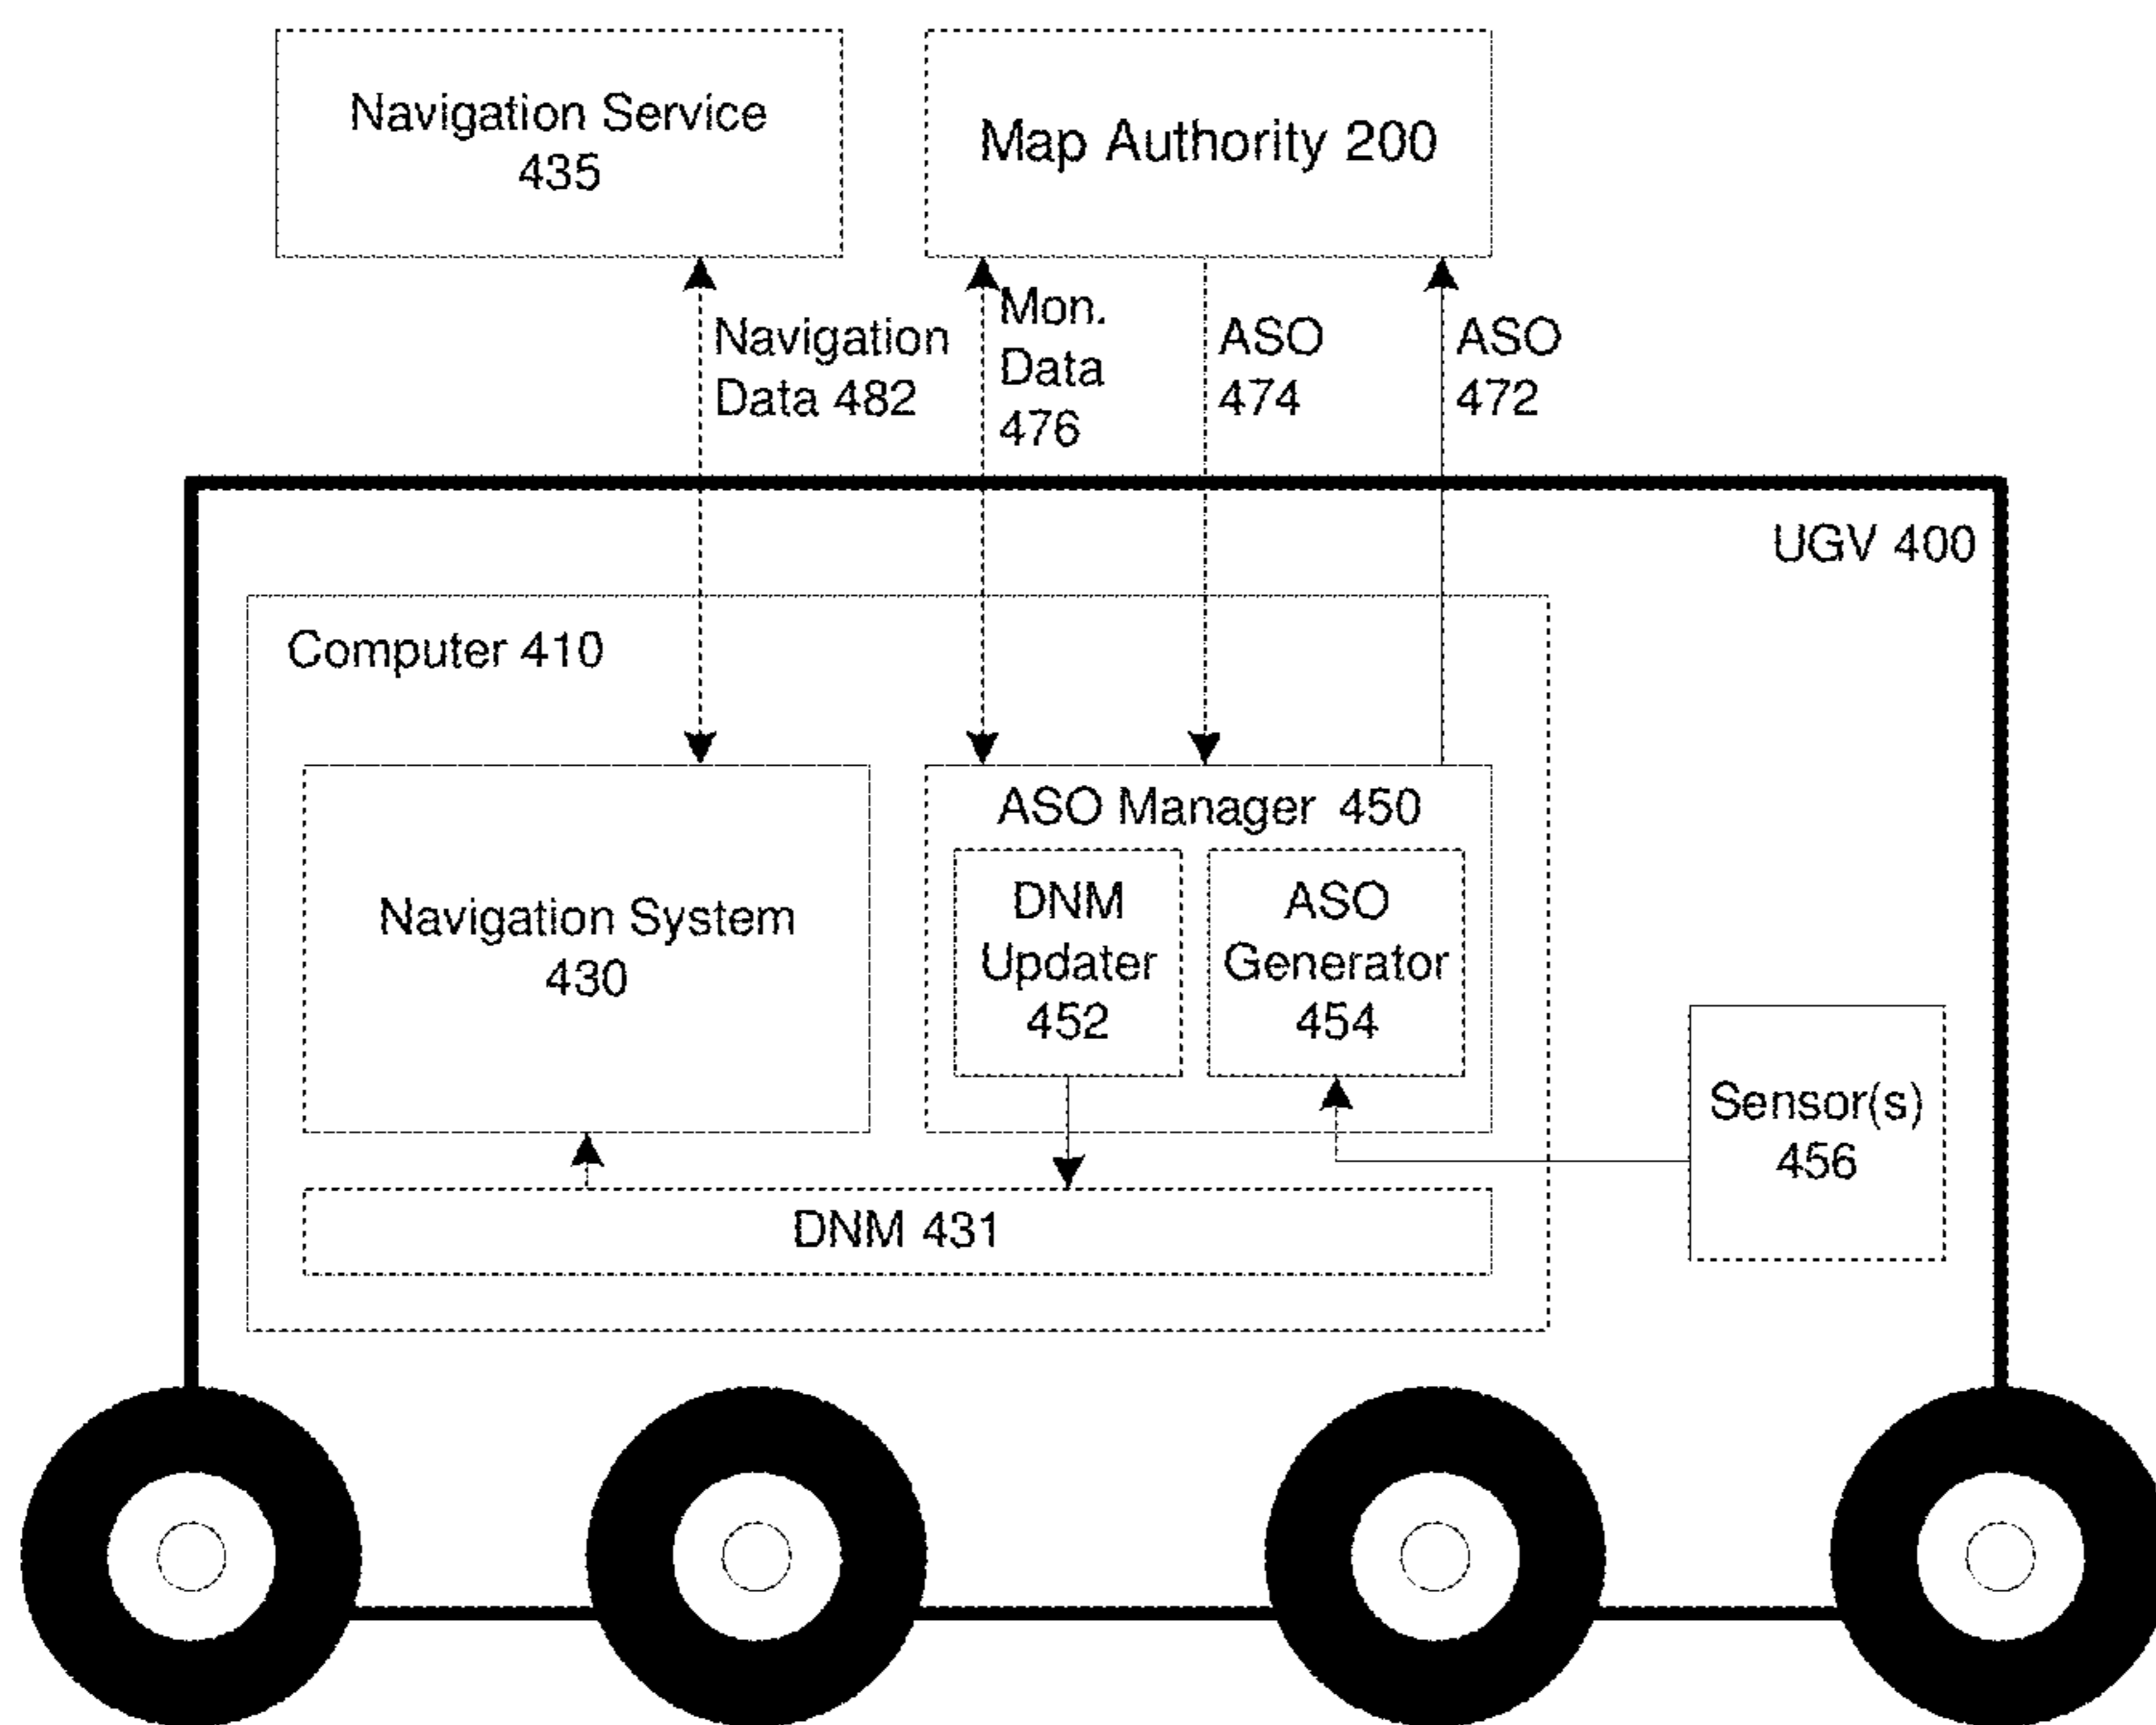 Navigation Service
435
Map Authority 200
Navigation
Data 482
Mon.
Data
476
ASO
474
ASO
472
UGV 400
Computer 410
Navigation System
430
ASO Manager 450
DNM
Updater
452
ASO
Generator
454
Sensor(s)
456
DNM 431